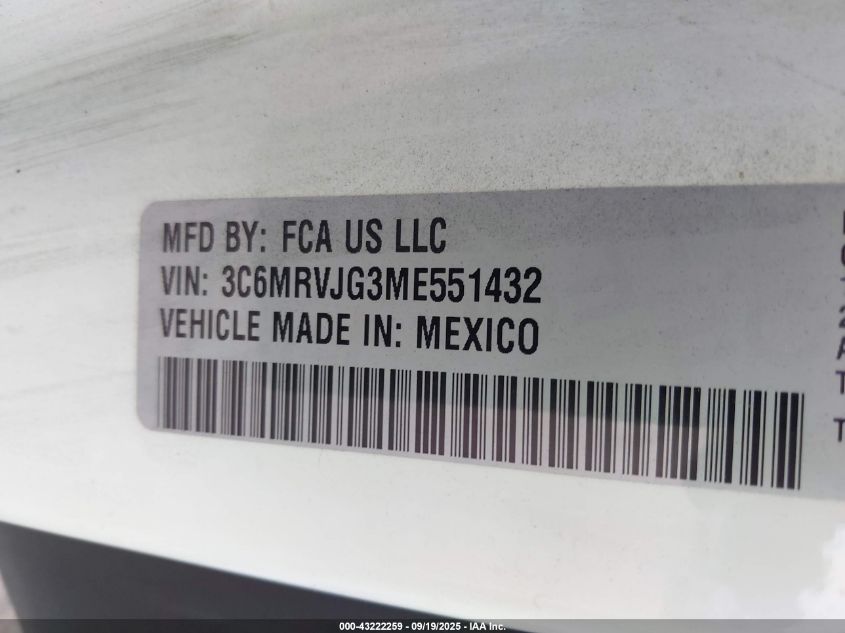 MFD BY: FCA US LLC
VIN: 3C6MRVJG3ME551432
VEHICLE MADE IN: MEXICO
000-43222259 - 09/19/2025 - IAA Inc.